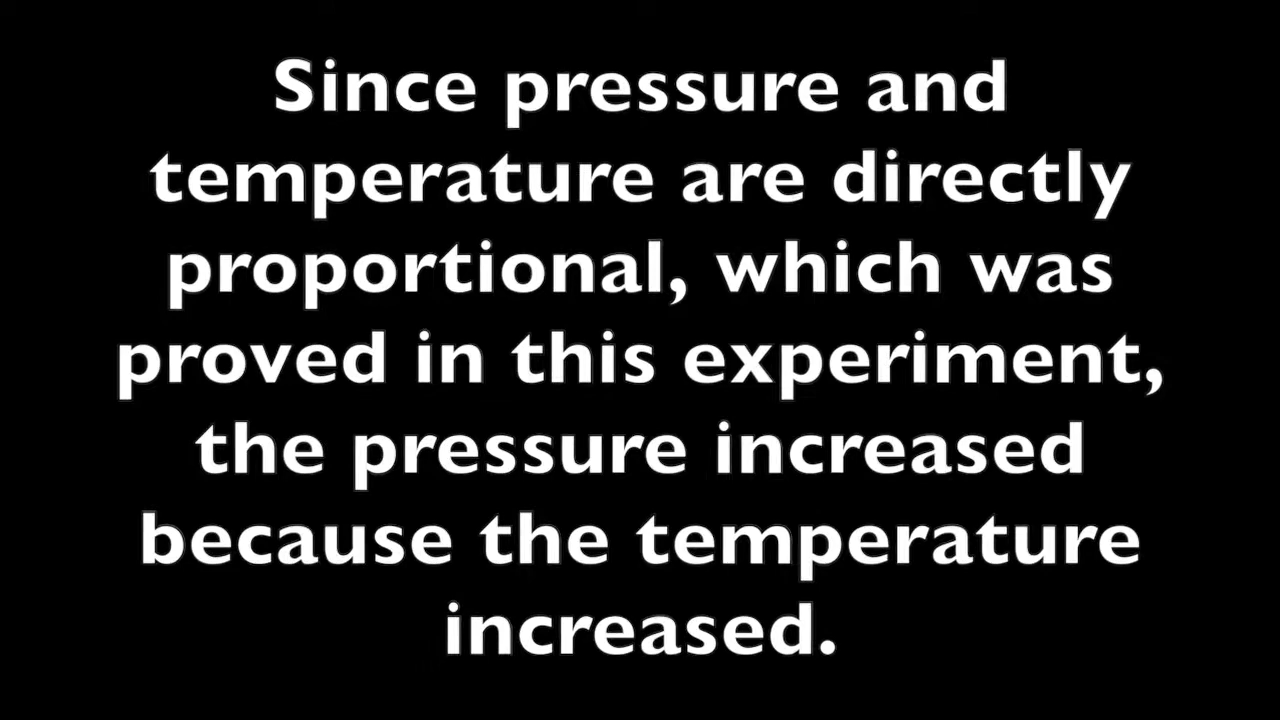 Since pressure and
temperature are directly
proportional, which was
proved in this experiment,
the pressure increased
because the temperature
increased.